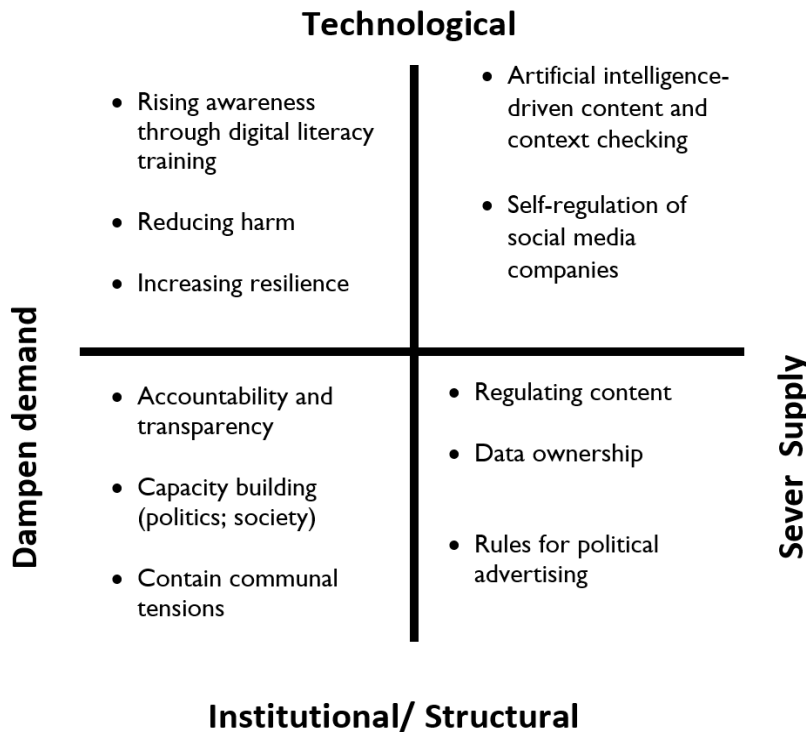 Technological
• Rising awareness
through digital literacy
training
• Reducing harm
• Increasing resilience
• Artificial intelligence-
driven content and
context checking
• Self-regulation of
social media
companies
Dampen demand
Sever Supply
• Accountability and
transparency
• Capacity building
(politics; society)
• Contain communal
tensions
• Regulating content
• Data ownership
• Rules for political
advertising
Institutional/ Structural